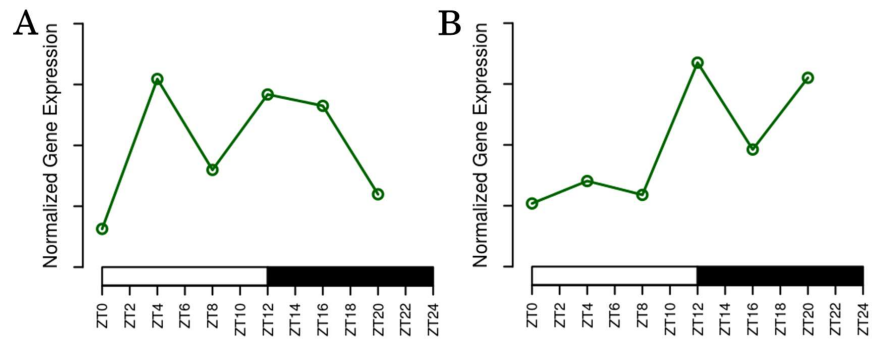 A
Normalized Gene Expression
ZT0 ZT2 ZT4 ZT6 ZT8 ZT10 ZT12 ZT14 ZT16 ZT18 ZT20 ZT22 ZT24
B
Normalized Gene Expression
ZT0 ZT2 ZT4 ZT6 ZT8 ZT10 ZT12 ZT14 ZT16 ZT18 ZT20 ZT22 ZT24